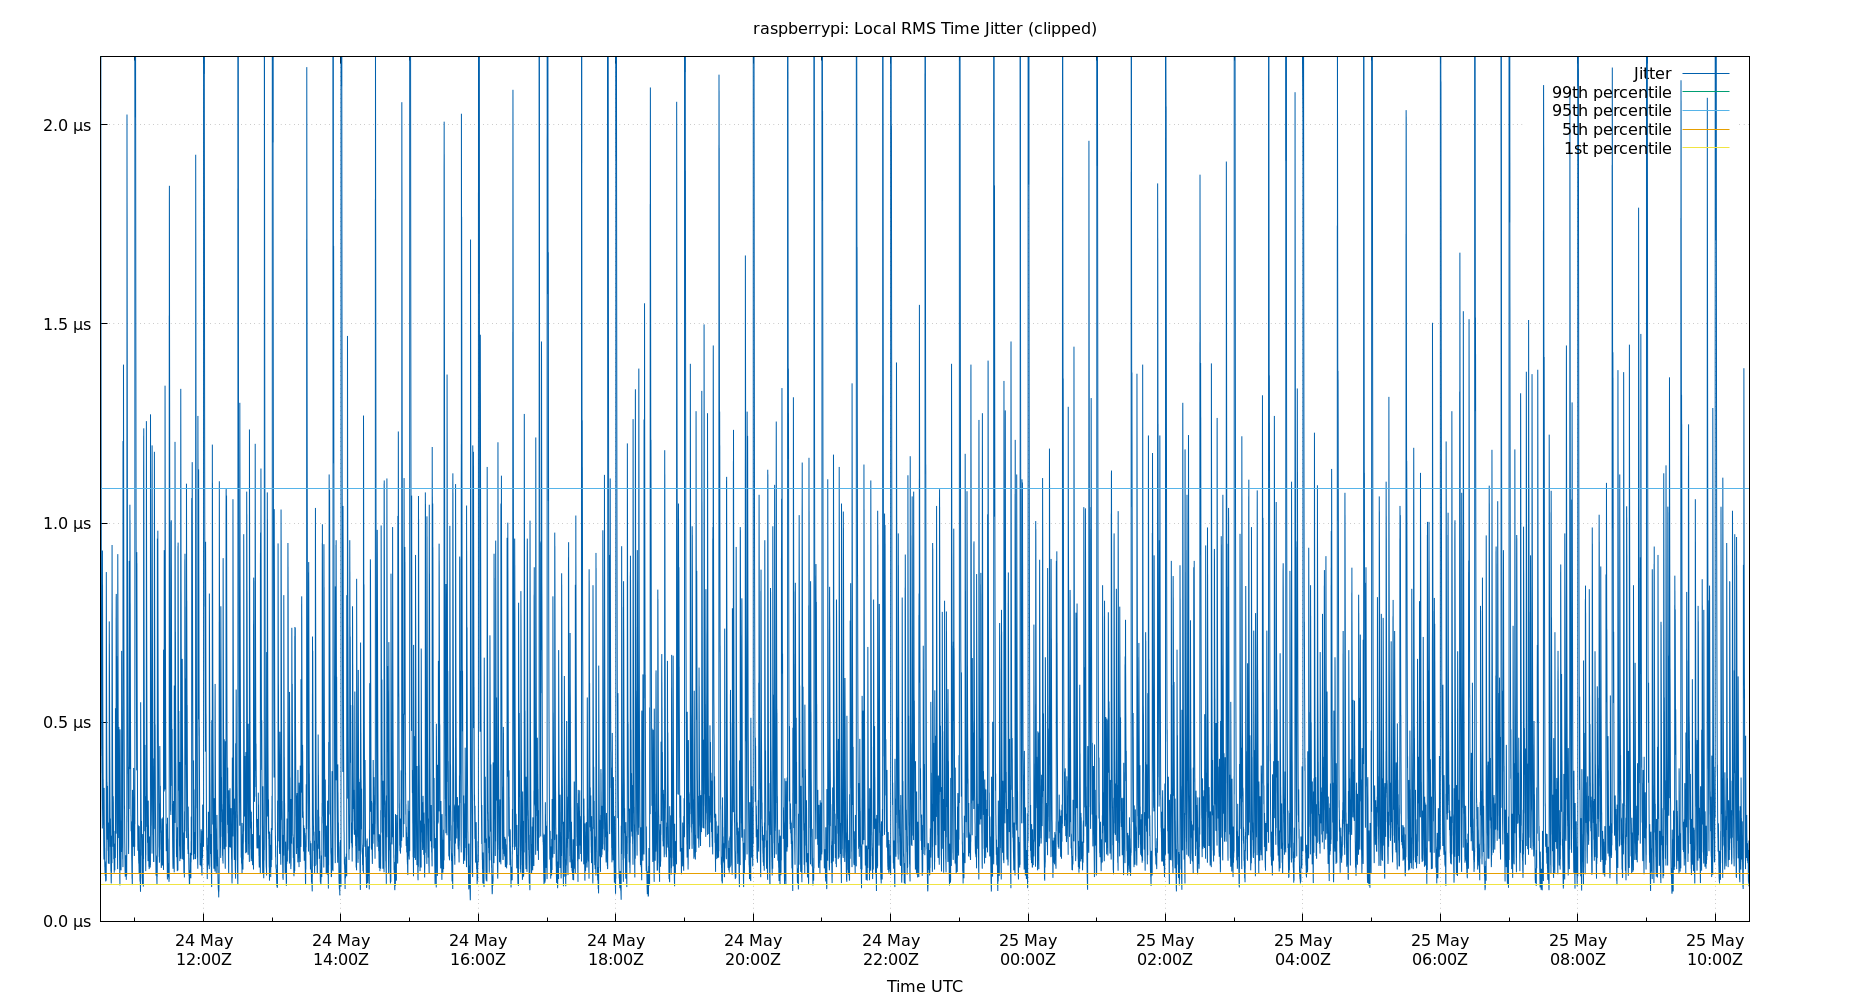 raspberrypi: Local RMS Time Jitter (clipped)
Jitter
99th percentile
95th percentile
5th percentile
1st percentile
2.0 µs
1.5 µs
1.0 µs
0.5 µs
0.0 µs
24 May 24 May 24 May 24 May 24 May 24 May 25 May 25 May 25 May 25 May 25 May 25 May
12:00Z 14:00Z 16:00Z 18:00Z 20:00Z 22:00Z 00:00Z 02:00Z 04:00Z 06:00Z 08:00Z 10:00Z
Time UTC